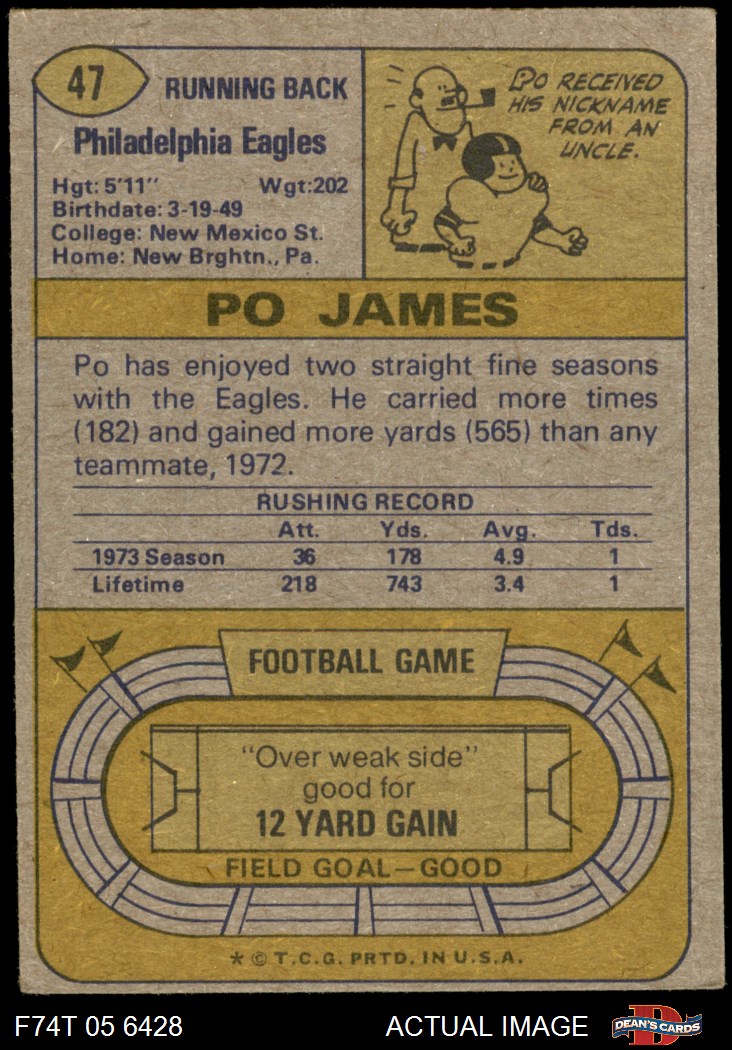 47
RUNNING BACK
Philadelphia Eagles
Hgt: 5'11" Wgt:202
Birthdate: 3-19-49
College: New Mexico St.
Home: New Brghtn., Pa.
PO RECEIVED
HIS NICKNAME
FROM AN
UNCLE.
PO JAMES
Po has enjoyed two straight fine seasons
with the Eagles. He carried more times
(182) and gained more yards (565) than any
teammate, 1972.
RUSHING RECORD
Att. Yds. Avg. Tds.
1973 Season 36 178 4.9 1
Lifetime 218 743 3.4 1
FOOTBALL GAME
"Over weak side"
good for
12 YARD GAIN
FIELD GOAL—GOOD
* © T.C.G. PRTD. IN U.S.A.
F74T 05 6428 ACTUAL IMAGE
D
DEAN'S CARDS